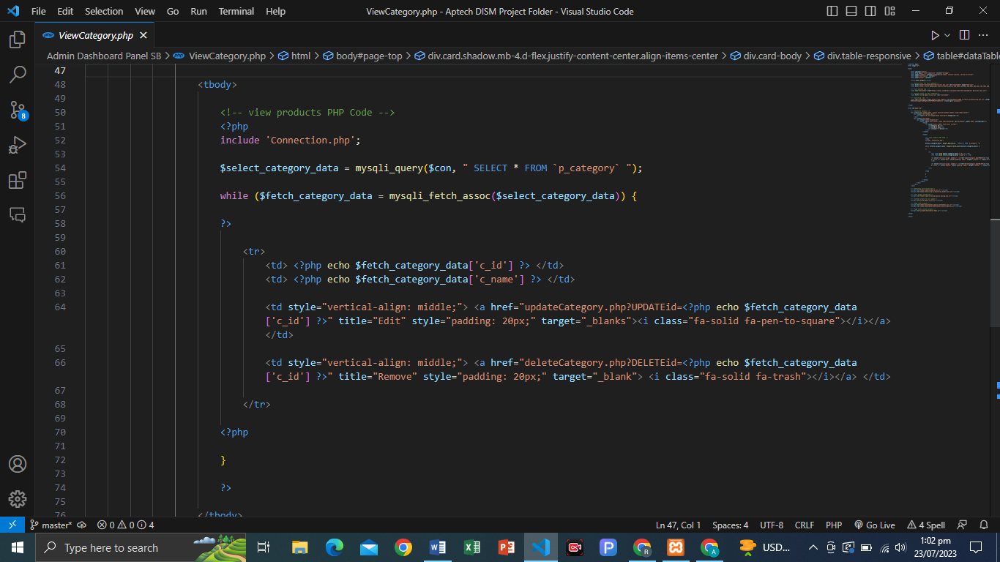 File Edit Selection View Go Run Terminal Help ViewCategory.php - Aptech DISM Project Folder - Visual Studio Code
php ViewCategory.php
Admin Dashboard Panel SB > ViewCategory.php > html > body#page-top > div.card.shadow.mb-4.d-flex.justify-content-center.align-items-center > div.card-body > div.table-responsive > table#dataTable
47
48 <tbody>
49
50 <!-- view products PHP Code -->
51 <?php
52 include 'Connection.php';
53
54 $select_category_data = mysqli_query($con, " SELECT * FROM `p_category` ");
55
56 while ($fetch_category_data = mysqli_fetch_assoc($select_category_data)) {
57
58 ?>
59
60 <tr>
61 <td> <?php echo $fetch_category_data['c_id'] ?> </td>
62 <td> <?php echo $fetch_category_data['c_name'] ?> </td>
63
64 <td style="vertical-align: middle;"> <a href="updateCategory.php?UPDATEid=<?php echo $fetch_category_data
['c_id'] ?>" title="Edit" style="padding: 20px;" target="_blanks"><i class="fa-solid fa-pen-to-square"></i></a>
</td>
65
66 <td style="vertical-align: middle;"> <a href="deleteCategory.php?DELETEid=<?php echo $fetch_category_data
['c_id'] ?>" title="Remove" style="padding: 20px;" target="_blank"> <i class="fa-solid fa-trash"></i></a> </td>
67
68 </tr>
69
70 <?php
71
72 }
73
74 ?>
75
76 </tbody>
8
master* 0 0 4 Ln 47, Col 1 Spaces: 4 UTF-8 CRLF PHP Go Live 4 Spell
Type here to search USD... 1:02 pm
23/07/2023